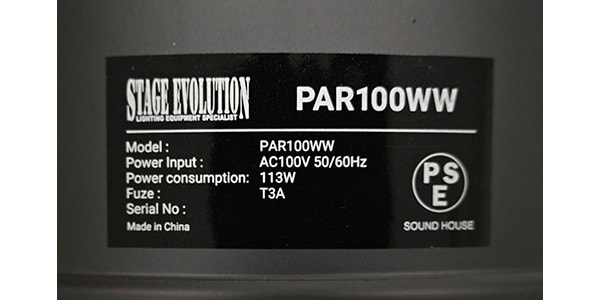 STAGE EVOLUTION
LIGHTING EQUIPMENT SPECIALIST
PAR100WW
Model : PAR100WW
Power Input : AC100V 50/60Hz
Power consumption: 113W
Fuze : T3A
Serial No :
Made in China
PS
E
SOUND HOUSE